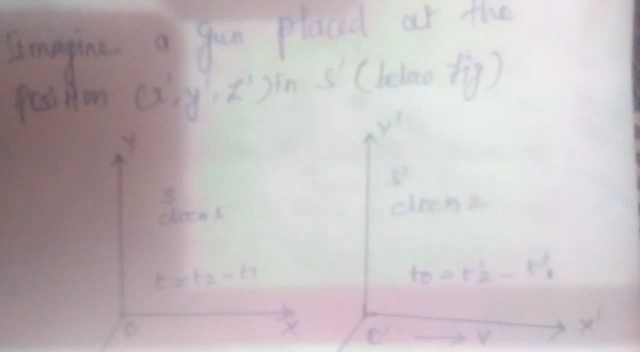 Imagine a gun placed at the
position (x', y', z') in S' (below fig)
Y
Y'
S
clock 1
S'
clock 2
t = t2 - t1
t0 = t'2 - t'1
O
X
O'
V
X'